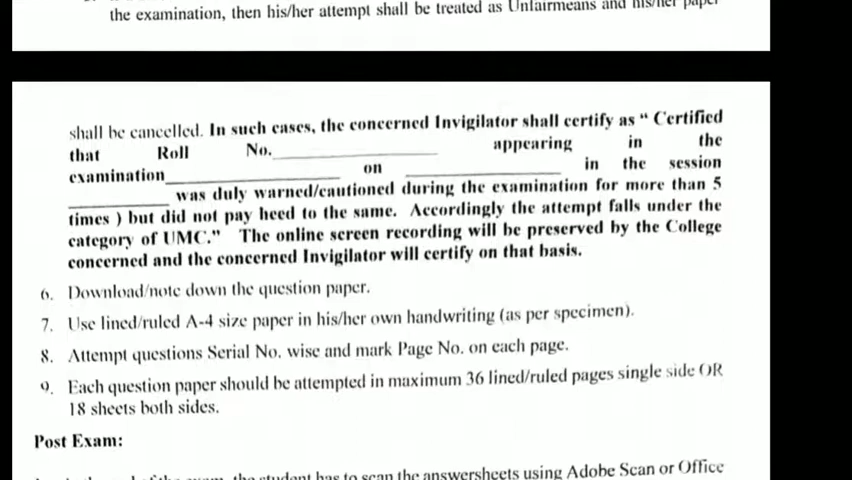 the examination, then his/her attempt shall be treated as Unfairmeans and his/her paper
shall be cancelled. In such cases, the concerned Invigilator shall certify as “ Certified
that Roll No.____________________ appearing in the
examination_____________________ on ___________________ in the session
____________ was duly warned/cautioned during the examination for more than 5
times ) but did not pay heed to the same. Accordingly the attempt falls under the
category of UMC.” The online screen recording will be preserved by the College
concerned and the concerned Invigilator will certify on that basis.
6. Download/note down the question paper.
7. Use lined/ruled A-4 size paper in his/her own handwriting (as per specimen).
8. Attempt questions Serial No. wise and mark Page No. on each page.
9. Each question paper should be attempted in maximum 36 lined/ruled pages single side OR
18 sheets both sides.
Post Exam:
the student has to scan the answersheets using Adobe Scan or Office